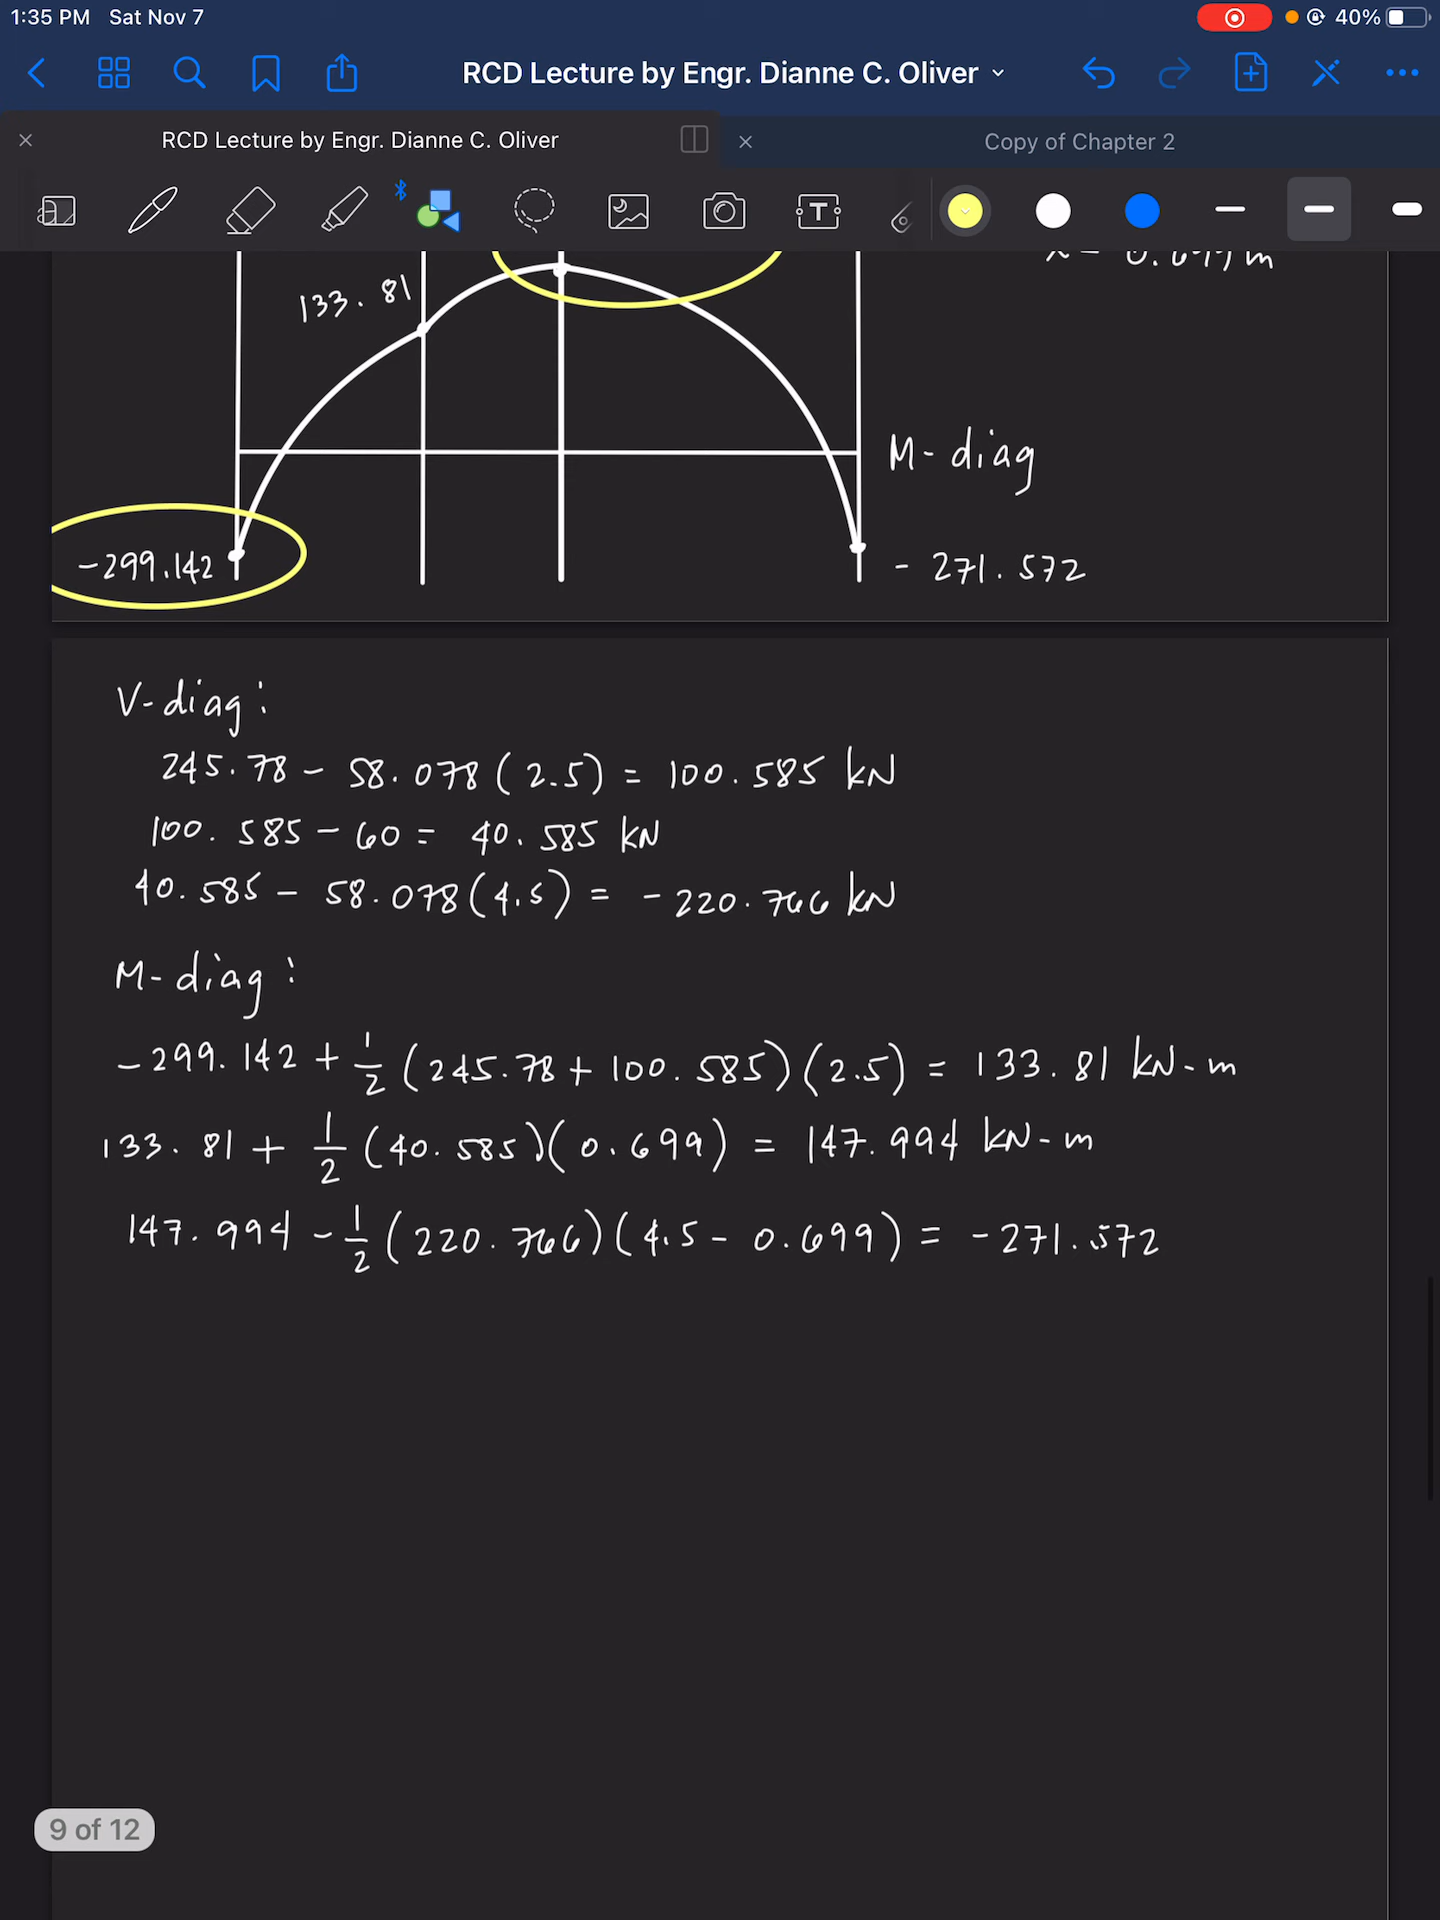 1:35 PM Sat Nov 7 40%
RCD Lecture by Engr. Dianne C. Oliver
RCD Lecture by Engr. Dianne C. Oliver
Copy of Chapter 2
T
133.81
M-diag
-299.142
- 271.572
V-diag:
245.78 - 58.078 (2.5) = 100.585 kN
100.585 - 60 = 40.585 kN
40.585 - 58.078 (4.5) = -220.766 kN
M-diag:
-299.142 + 1/2 (245.78 + 100.585)(2.5) = 133.81 kN-m
133.81 + 1/2 (40.585)(0.699) = 147.994 kN-m
147.994 - 1/2 (220.766)(4.5 - 0.699) = -271.572
9 of 12